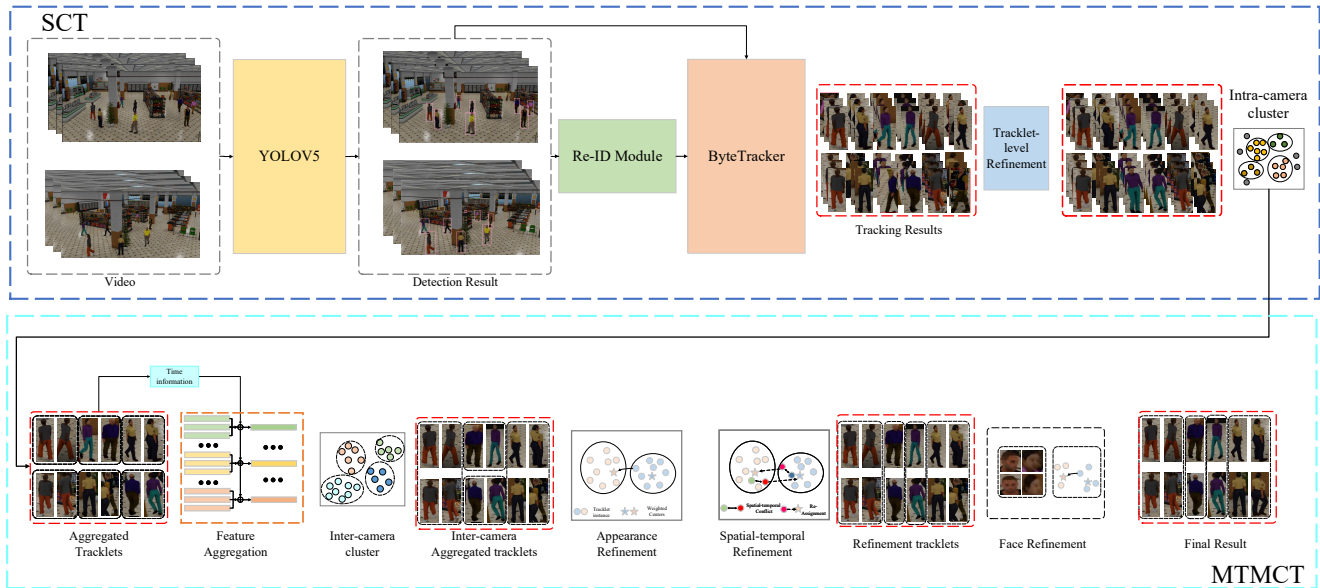 SCT
YOLOV5
Re-ID Module
ByteTracker
Tracklet-
level
Refinement
Intra-camera
cluster
Video
Detection Result
Tracking Results
Time
information
Tracklet
instance
Weighted
Centers
Spatial-temporal
Conflict
Re-
Assignment
Aggregated
Tracklets
Feature
Aggregation
Inter-camera
cluster
Inter-camera
Aggregated tracklets
Appearance
Refinement
Spatial-temporal
Refinement
Refinement tracklets
Face Refinement
Final Result
MTMCT